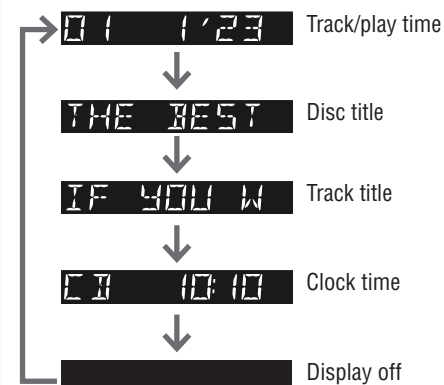 01 1'23 Track/play time
THE BEST Disc title
IF YOU W Track title
CD 10:10 Clock time
Display off